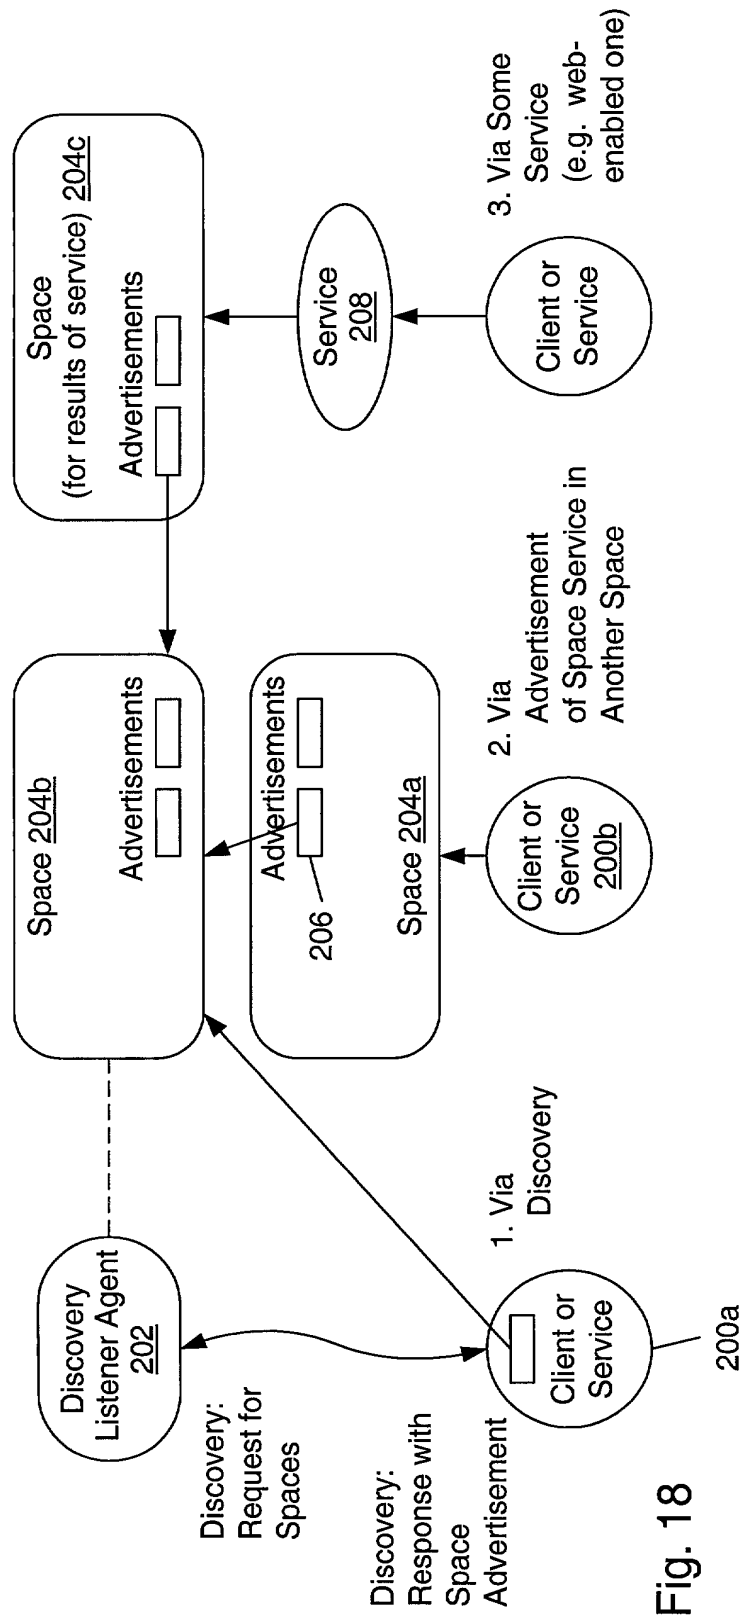 Discovery
Listener Agent
202
Discovery:
Request for
Spaces
Discovery:
Response with
Space
Advertisement
Client or
Service
200a
1. Via
Discovery
Space 204b
Advertisements
Advertisements
206
Space 204a
Client or
Service
200b
2. Via
Advertisement
of Space Service in
Another Space
Space
(for results of service) 204c
Advertisements
Service
208
Client or
Service
3. Via Some
Service
(e.g. web-
enabled one)
Fig. 18